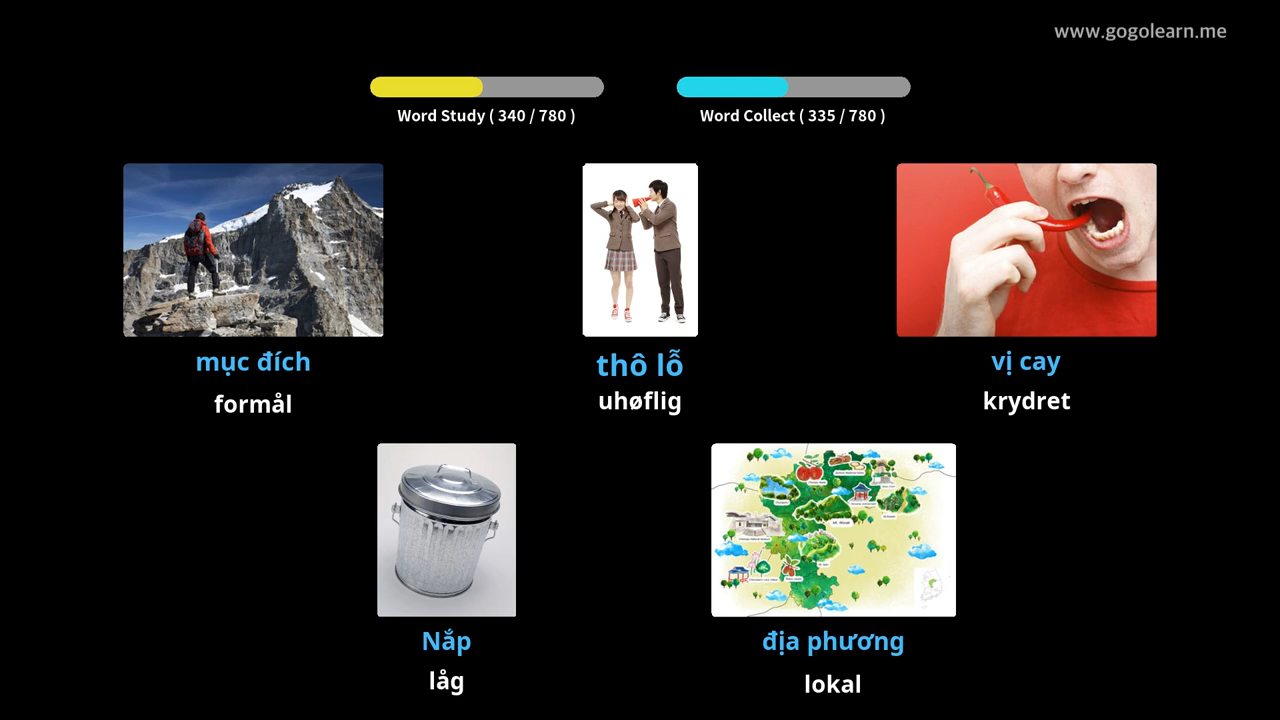 www.gogolearn.me
Word Study ( 340 / 780 )
Word Collect ( 335 / 780 )
mục đích
formål
thô lỗ
uhøflig
vị cay
krydret
Nắp
låg
địa phương
lokal